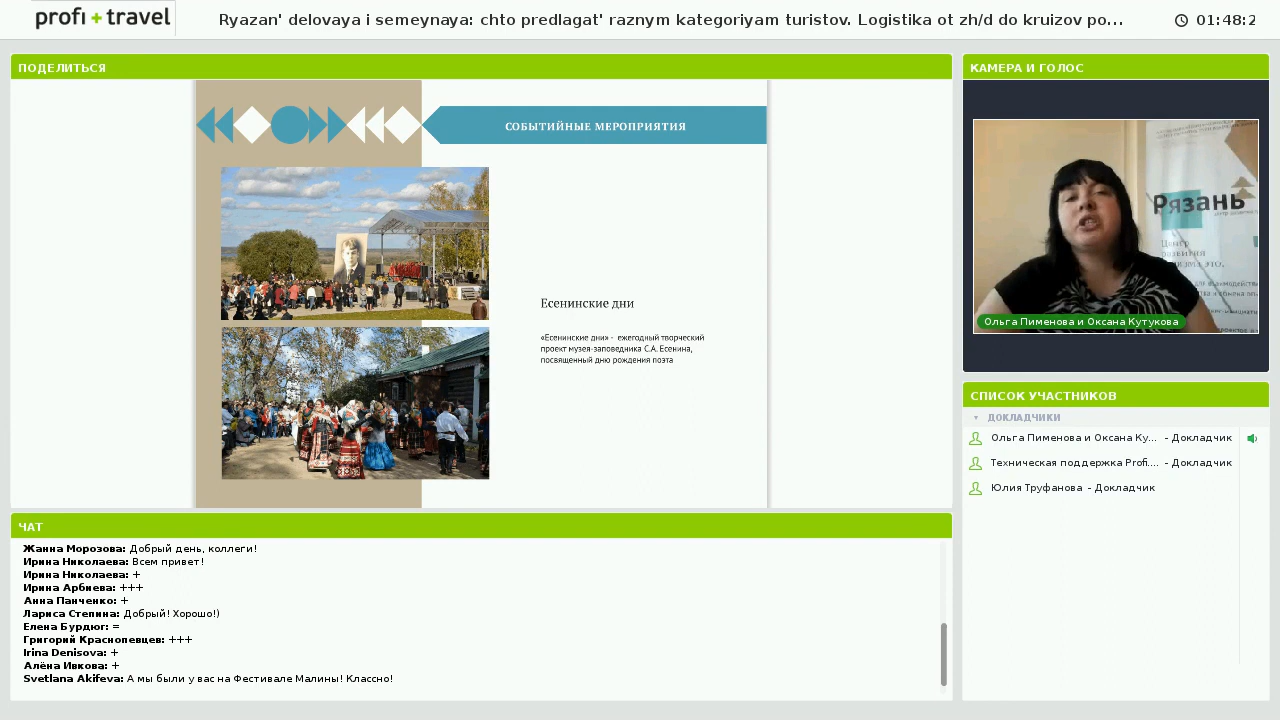 profi + travel
Ryazan' delovaya i semeynaya: chto predlagat' raznym kategoriyam turistov. Logistika ot zh/d do kruizov po...
01:48:2
ПОДЕЛИТЬСЯ
СОБЫТИЙНЫЕ МЕРОПРИЯТИЯ
Есенинские дни
«Есенинские дни» - ежегодный творческий
проект музея-заповедника С.А. Есенина,
посвященный дню рождения поэта
КАМЕРА И ГОЛОС
Рязань
Центр
развития
Ольга Пименова и Оксана Кутукова
СПИСОК УЧАСТНИКОВ
ДОКЛАДЧИКИ
Ольга Пименова и Оксана Ку... – Докладчик
Техническая поддержка Profi.... – Докладчик
Юлия Труфанова – Докладчик
ЧАТ
Жанна Морозова: Добрый день, коллеги!
Ирина Николаева: Всем привет!
Ирина Николаева: +
Ирина Арбиева: +++
Анна Панченко: +
Лариса Степина: Добрый! Хорошо!)
Елена Бурдюг: =
Григорий Краснопевцев: +++
Irina Denisova: +
Алёна Ивкова: +
Svetlana Akifeva: А мы были у вас на Фестивале Малины! Классно!